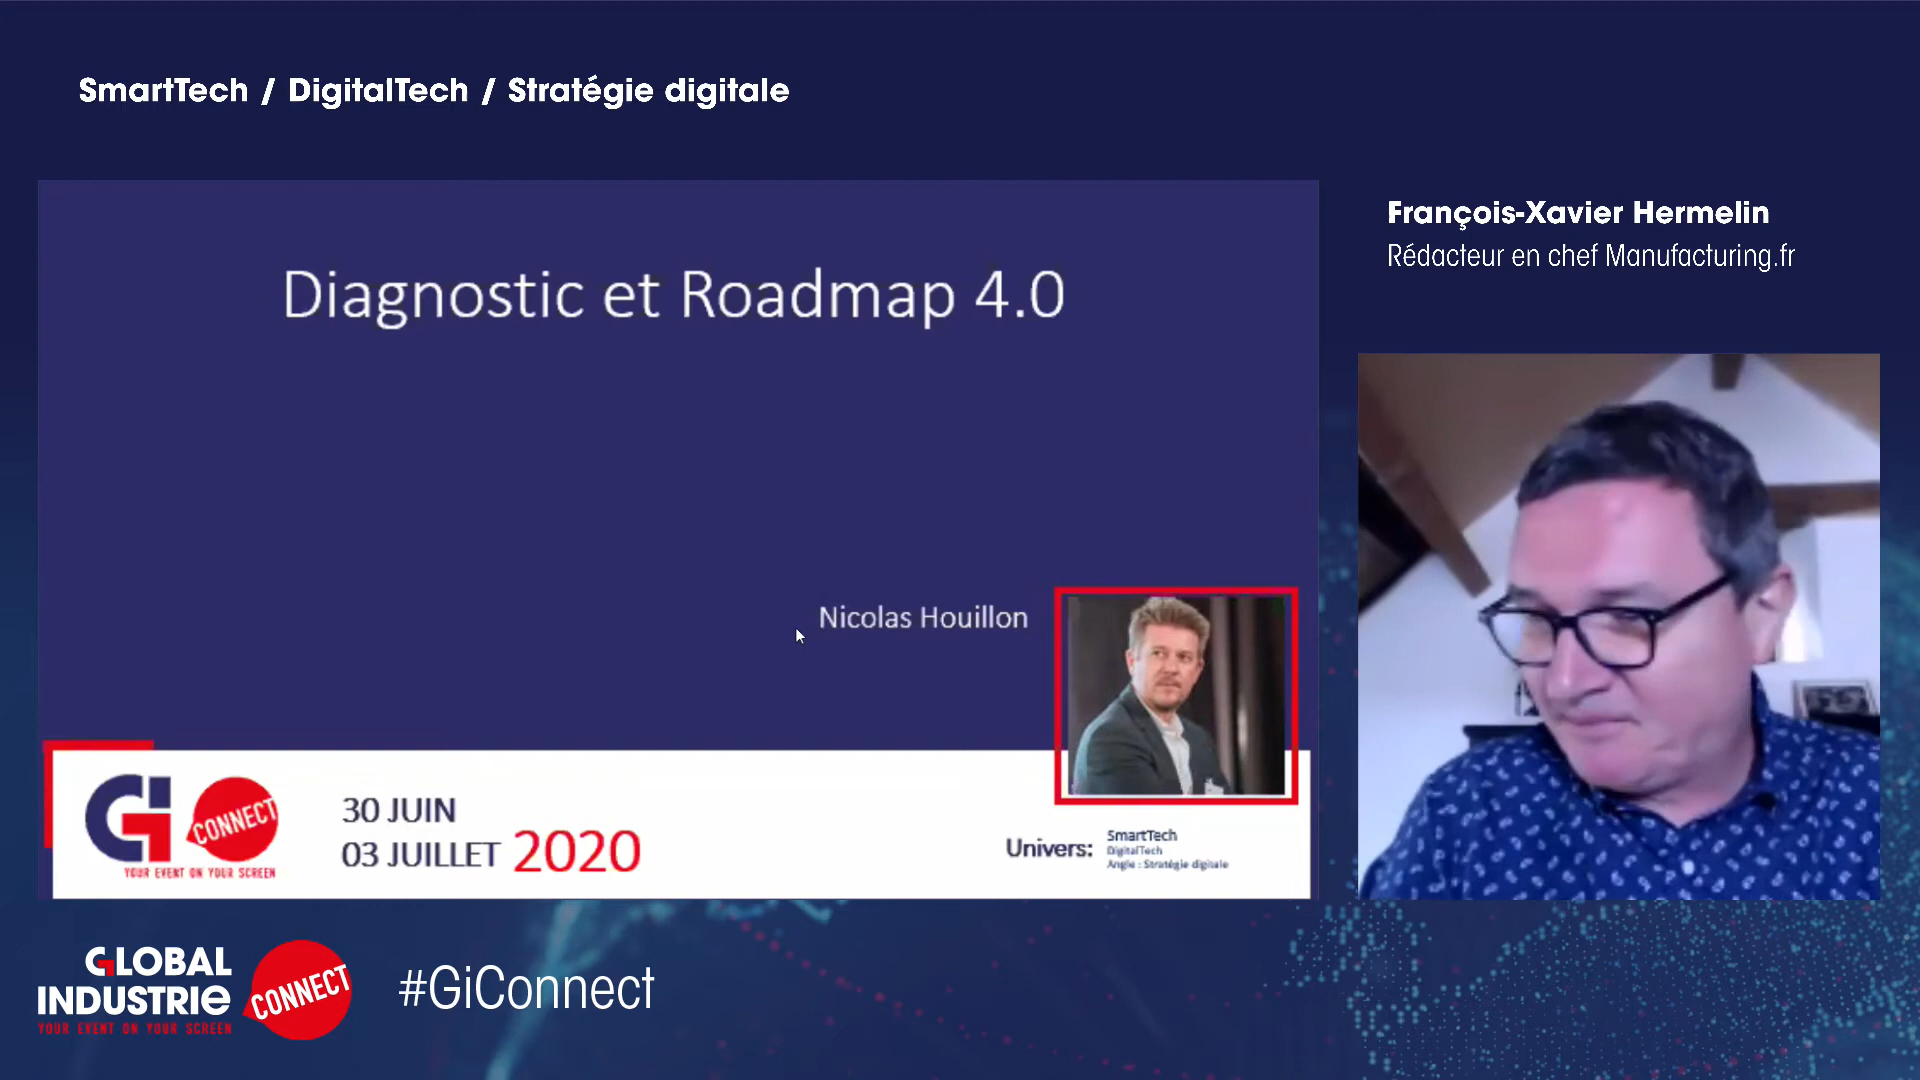 SmartTech / DigitalTech / Stratégie digitale
François-Xavier Hermelin
Rédacteur en chef Manufacturing.fr
Diagnostic et Roadmap 4.0
Nicolas Houillon
GI CONNECT
YOUR EVENT ON YOUR SCREEN
30 JUIN
03 JUILLET 2020
Univers:
SmartTech
DigitalTech
Angle : Stratégie digitale
GLOBAL
INDUSTRIE
CONNECT
YOUR EVENT ON YOUR SCREEN
#GiConnect